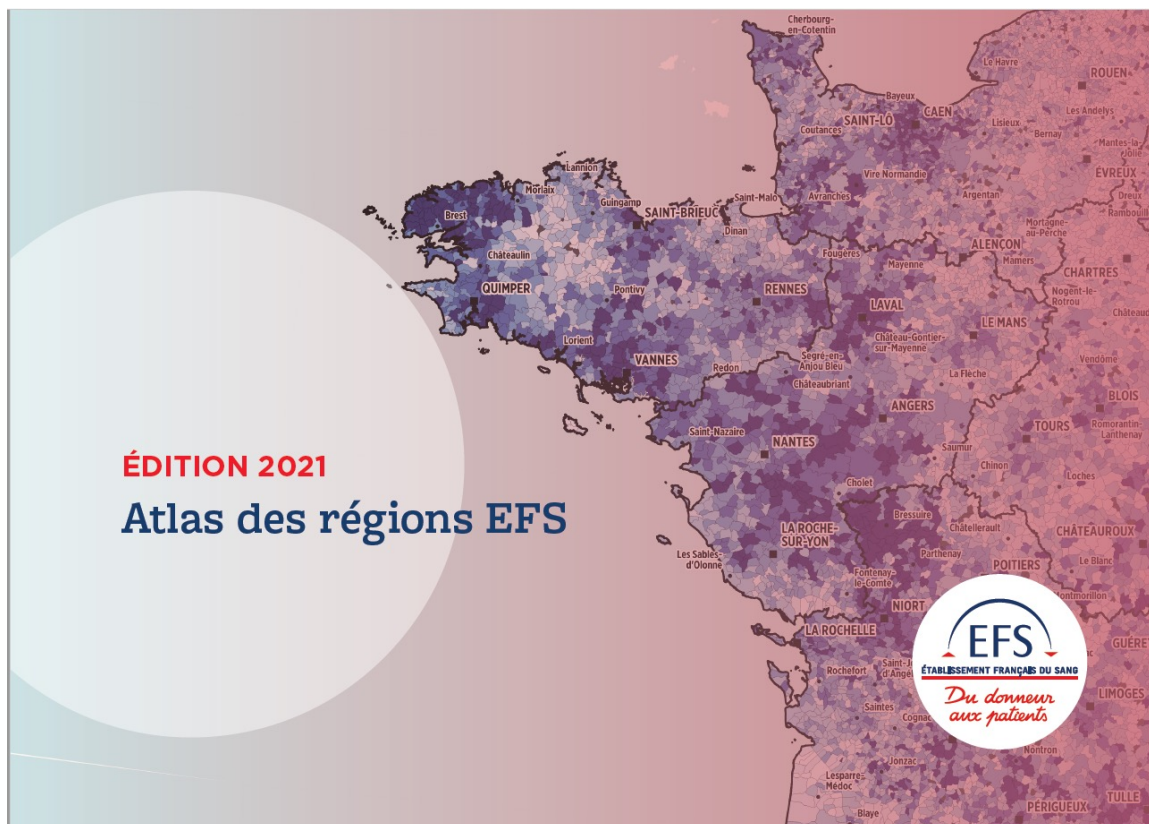 Cherbourg-
en-Cotentin
Le Havre
ROUEN
Bayeux
CAEN
Les Andelys
SAINT-LÔ
Lisieux
Coutances
Bernay
Mantes-la-
Jolie
ÉVREUX
Lannion
Vire Normandie
Morlaix
Saint-Malo
Avranches
Argentan
Dreux
Guingamp
Rambouill
Brest
SAINT-BRIEUC
Mortagne-
au-Perche
Dinan
ALENÇON
Fougères
Châteaulin
Mayenne
Mamers
CHARTRES
QUIMPER
Pontivy
RENNES
Nogent-le-
Rotrou
LAVAL
Châteaud
LE MANS
Lorient
Château-Gontier-
sur-Mayenne
VANNES
Segré-en-
Anjou Bleu
Vendôme
Redon
La Flèche
Châteaubriant
BLOIS
ANGERS
Saint-Nazaire
TOURS
Romorantin-
Lanthenay
NANTES
Saumur
ÉDITION 2021
Chinon
Loches
Cholet
Atlas des régions EFS
Bressuire
Châtellerault
LA ROCHE-
SUR-YON
CHÂTEAUROUX
Les Sables-
d'Olonne
Parthenay
Le Blanc
POITIERS
Fontenay-
le-Comte
NIORT
LA ROCHELLE
EFS
GUÉRE
Rochefort
ÉTABLISSEMENT FRANÇAIS DU SANG
Du donneur
aux patients
LIMOGES
Saintes
Cognac
Nontron
Jonzac
Lesparre-
Médoc
TULLE
Blaye
PÉRIGUEUX